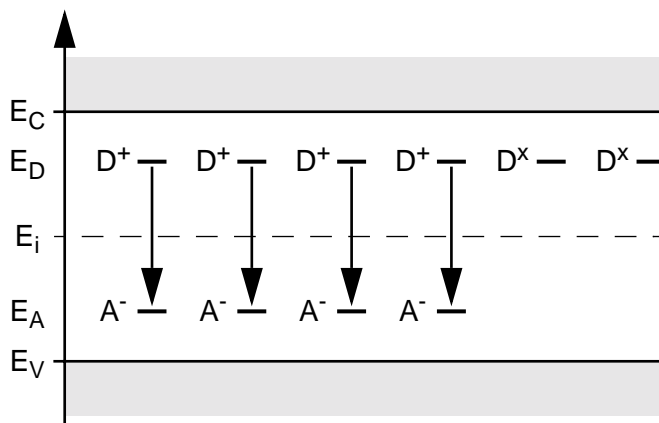 E_C
E_D D⁺ D⁺ D⁺ D⁺ Dˣ Dˣ
E_i
E_A A⁻ A⁻ A⁻ A⁻
E_V